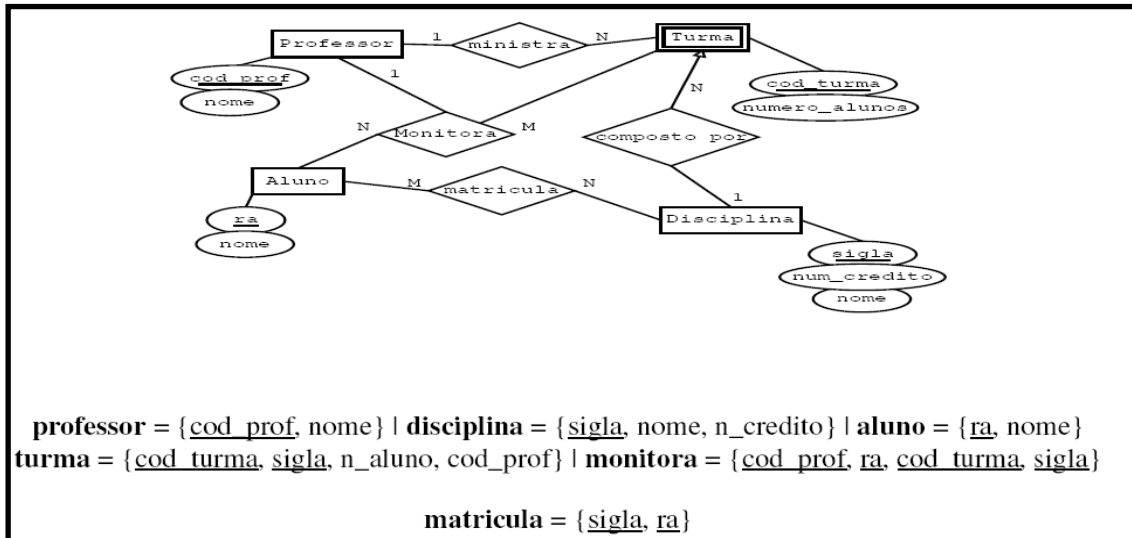 Professor 1 ministra N Turma
cod_prof
nome
1
N
cod_turma
numero_alunos
N Monitora M
composto por
Aluno M matricula N
1
Disciplina
ra
nome
sigla
num_credito
nome
professor = {cod_prof, nome} | disciplina = {sigla, nome, n_credito} | aluno = {ra, nome}
turma = {cod_turma, sigla, n_aluno, cod_prof} | monitora = {cod_prof, ra, cod_turma, sigla}
matricula = {sigla, ra}